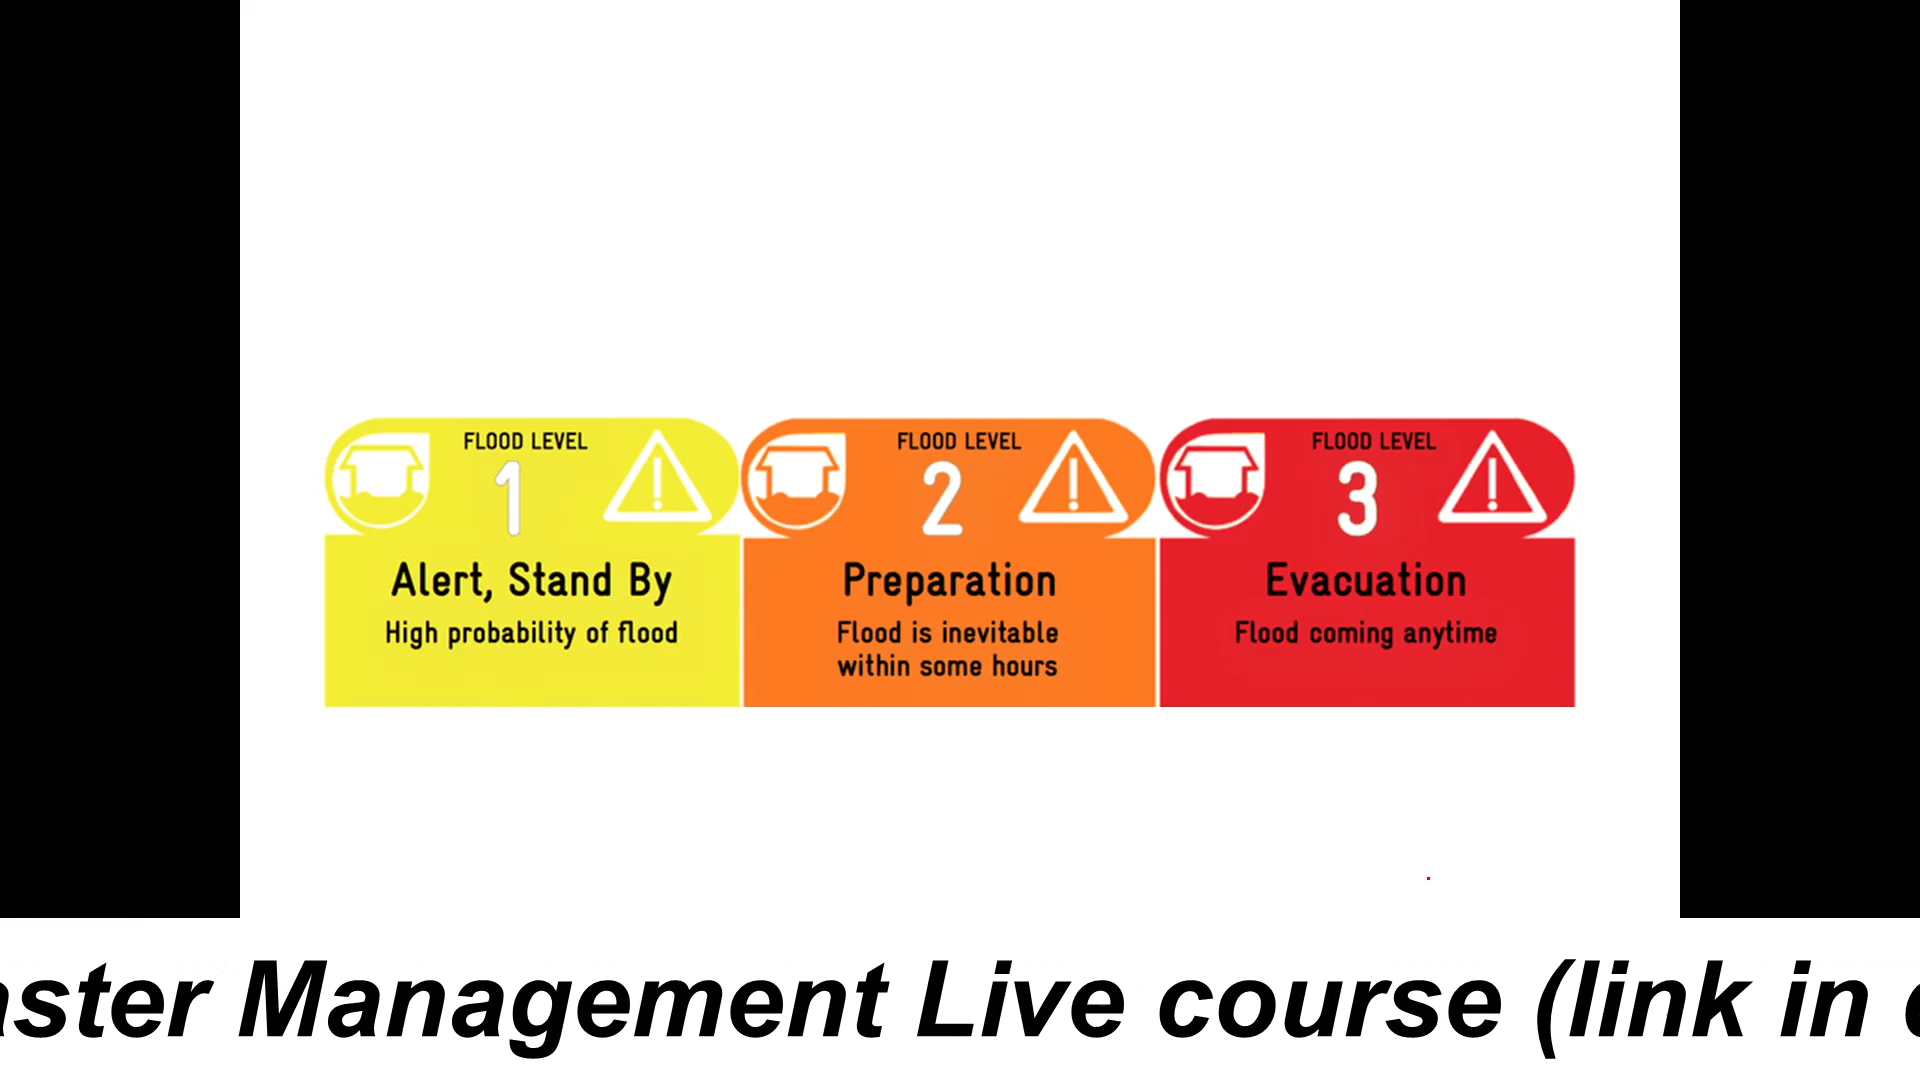 FLOOD LEVEL
1
Alert, Stand By
High probability of flood
FLOOD LEVEL
2
Preparation
Flood is inevitable
within some hours
FLOOD LEVEL
3
Evacuation
Flood coming anytime
Management Live course (link in